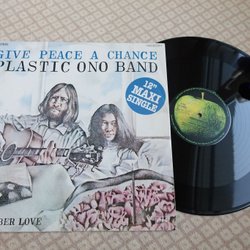 GIVE PEACE A CHANCE
PLASTIC ONO BAND
12"
MAXI
SINGLE
BER LOVE